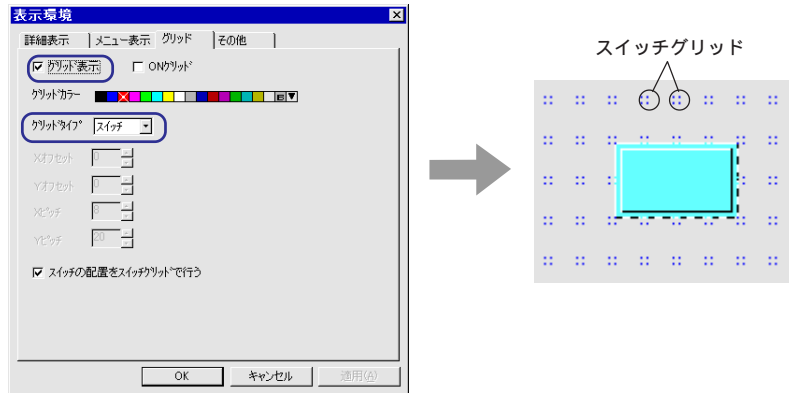 表示環境
詳細表示 メニュー表示 グリッド その他
グリッド表示 ONグリッド
グリッドカラー
グリッドタイプ スイッチ
Xオフセット 0
Yオフセット 0
Xピッチ 8
Yピッチ 20
スイッチの配置をスイッチグリッドで行う
OK キャンセル 適用(A)
スイッチグリッド